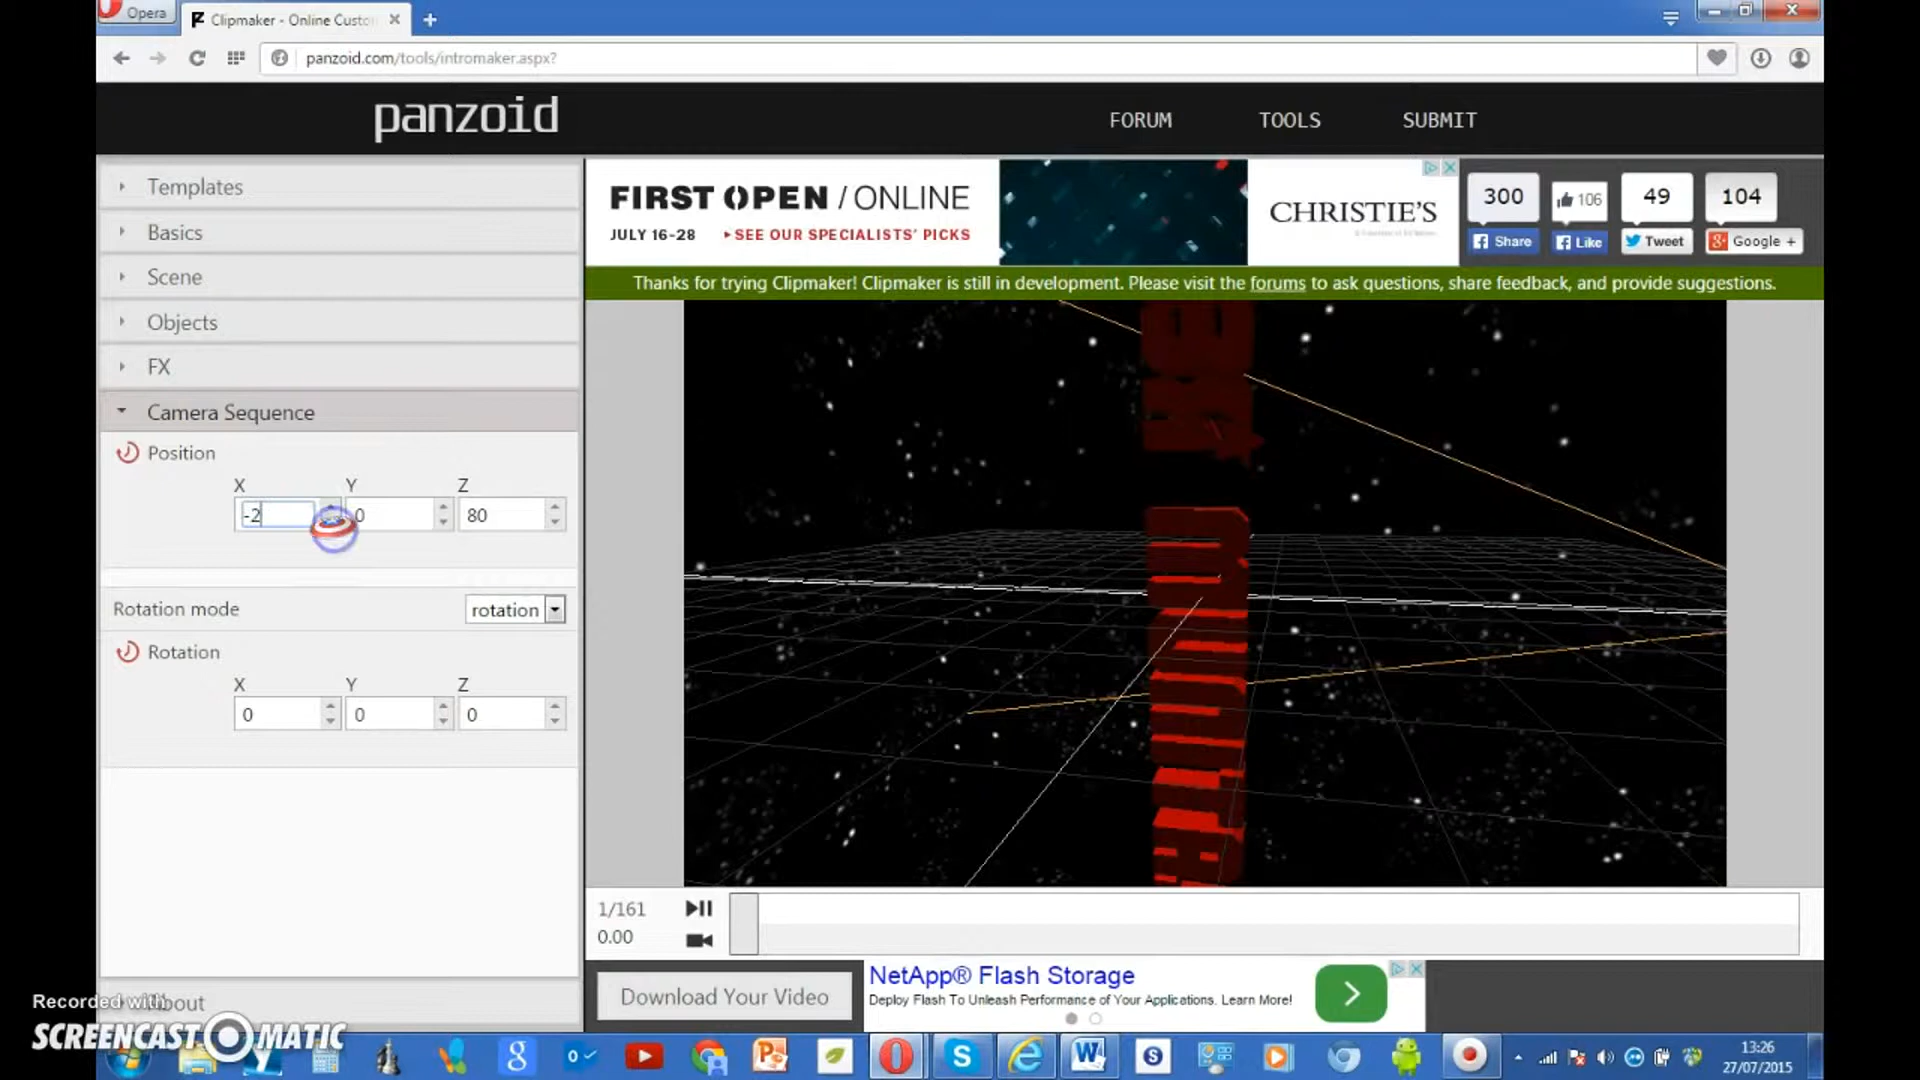 Opera
Clipmaker - Online Custo
panzoid.com/tools/intromaker.aspx?
panzoid
FORUM
TOOLS
SUBMIT
Templates
Basics
Scene
Objects
FX
Camera Sequence
Position
X Y Z
-2 0 80
Rotation mode
rotation
Rotation
X Y Z
0 0 0
About
FIRST OPEN / ONLINE
JULY 16-28
SEE OUR SPECIALISTS' PICKS
CHRISTIE'S
300 106 49 104
Share Like Tweet Google +
Thanks for trying Clipmaker! Clipmaker is still in development. Please visit the forums to ask questions, share feedback, and provide suggestions.
1/161
0.00
Download Your Video
NetApp® Flash Storage
Deploy Flash To Unleash Performance of Your Applications. Learn More!
Recorded with
SCREENCAST-O-MATIC
13:26
27/07/2015